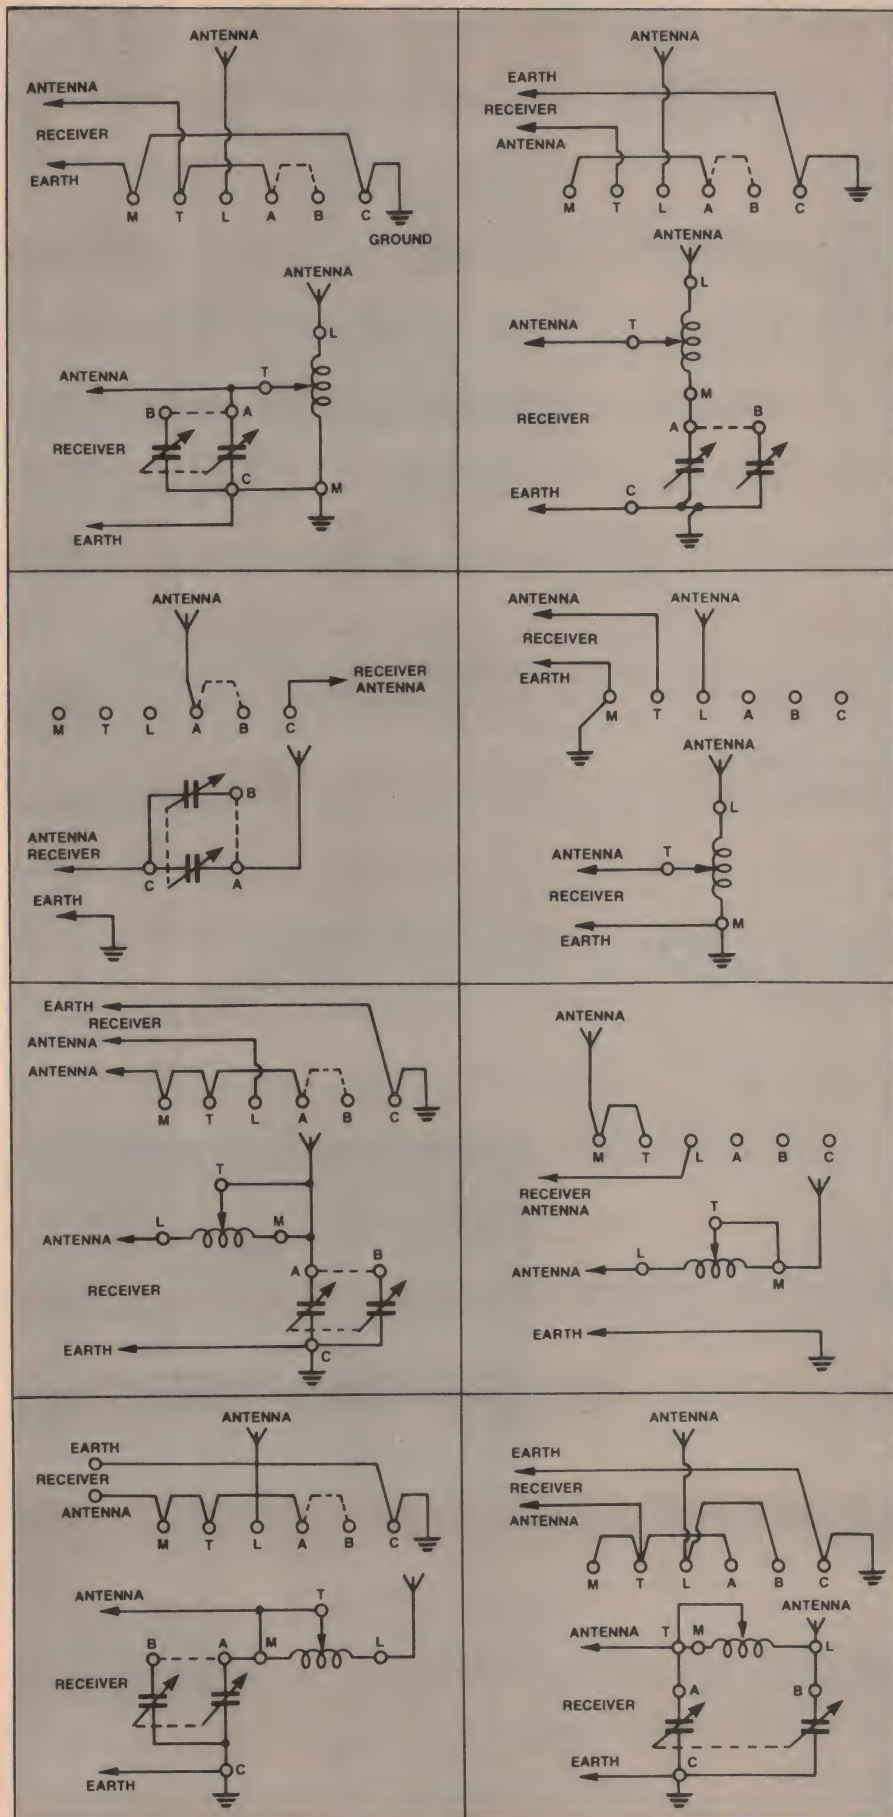 ANTENNA
ANTENNA
RECEIVER
EARTH
M T L A B C
GROUND
ANTENNA
L
T
ANTENNA
B A
RECEIVER
C M
EARTH
ANTENNA
EARTH
RECEIVER
ANTENNA
M T L A B C
ANTENNA
L
T
ANTENNA
M
A B
RECEIVER
C
EARTH
ANTENNA
RECEIVER
ANTENNA
M T L A B C
B
ANTENNA
RECEIVER
C A
EARTH
ANTENNA ANTENNA
RECEIVER
EARTH
M T L A B C
ANTENNA
L
T
ANTENNA
RECEIVER
M
EARTH
EARTH
RECEIVER
ANTENNA
ANTENNA
M T L A B C
T
L M
ANTENNA
B
A
RECEIVER
EARTH
C
ANTENNA
M T L A B C
RECEIVER
ANTENNA
T
L
ANTENNA
M
EARTH
ANTENNA
EARTH
RECEIVER
ANTENNA
M T L A B C
ANTENNA T
B A M L
RECEIVER
C
EARTH
ANTENNA
EARTH
RECEIVER
ANTENNA
M T L A B C
ANTENNA
T M
ANTENNA L
A B
RECEIVER
C
EARTH